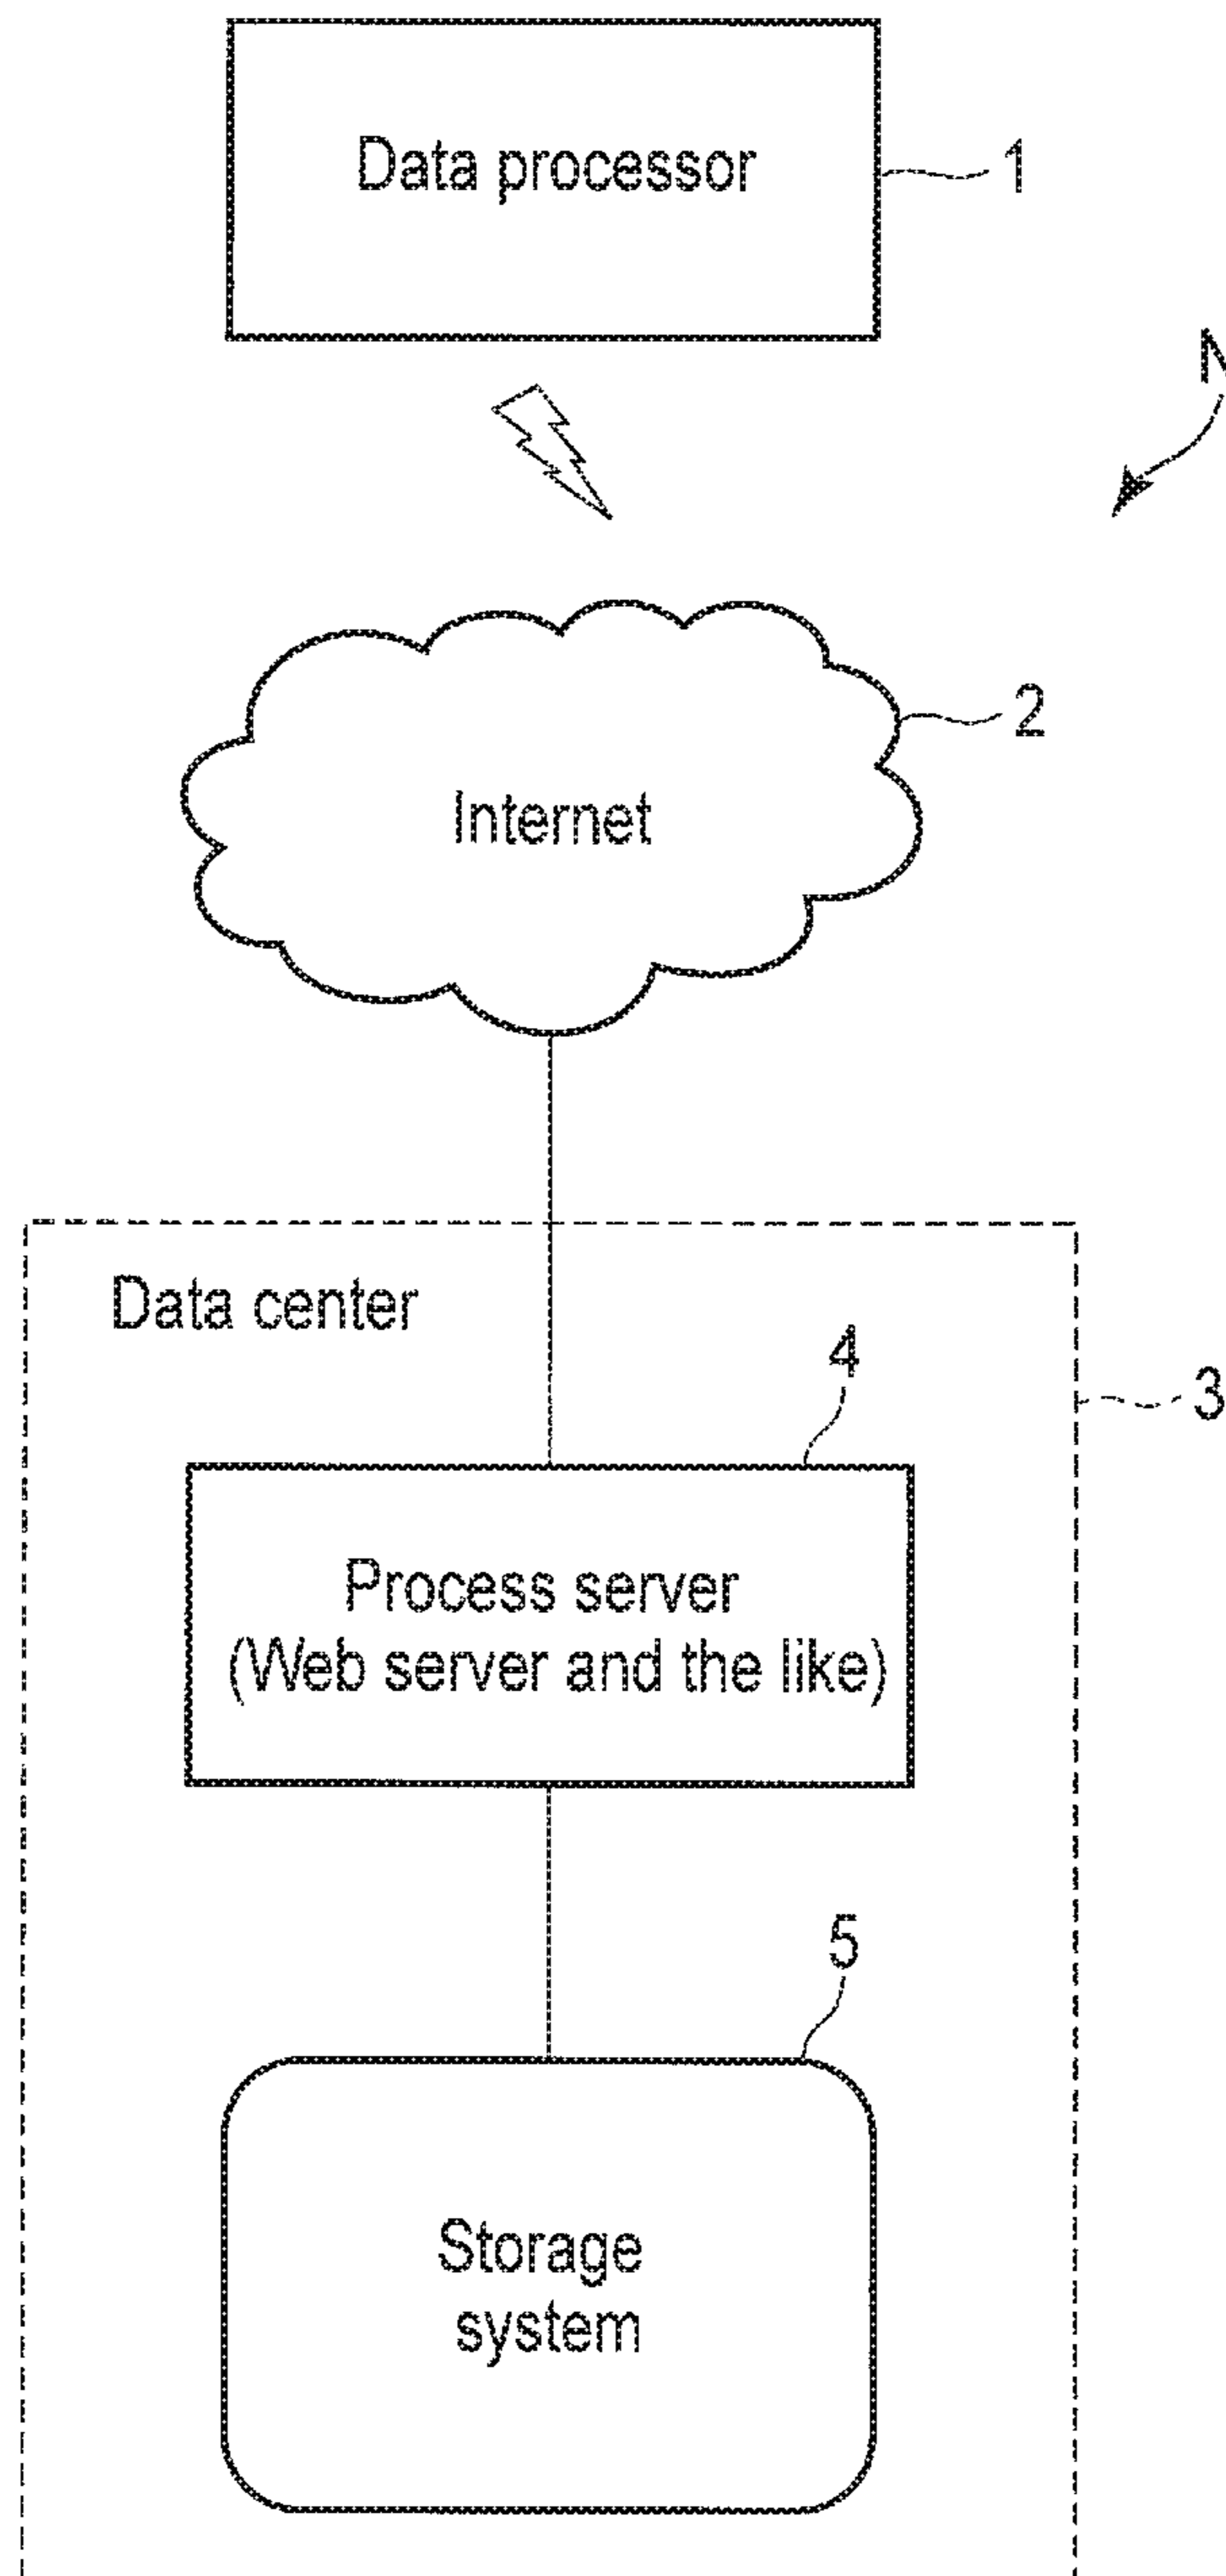 Data processor
1
N
2
Internet
Data center
4
3
Process server
(Web server and the like)
5
Storage
system